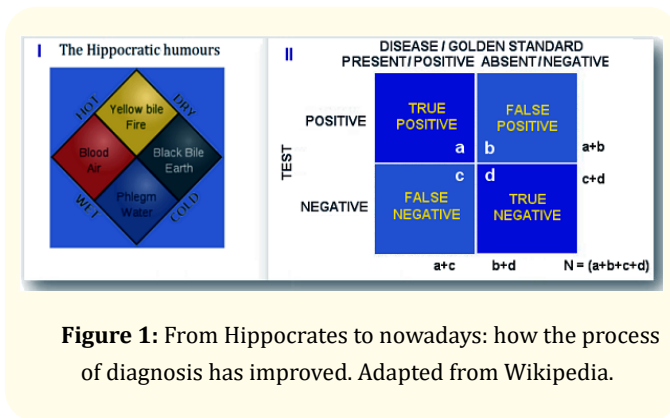 I The Hippocratic humours
HOT
DRY
Yellow bile
Fire
Blood
Air
Black Bile
Earth
Phlegm
Water
WET
COLD
II
DISEASE / GOLDEN STANDARD
PRESENT / POSITIVE ABSENT / NEGATIVE
TEST
POSITIVE
TRUE
POSITIVE
a
FALSE
POSITIVE
b
a+b
NEGATIVE
c
FALSE
NEGATIVE
d
TRUE
NEGATIVE
c+d
a+c b+d N = (a+b+c+d)
Figure 1: From Hippocrates to nowadays: how the process
of diagnosis has improved. Adapted from Wikipedia.